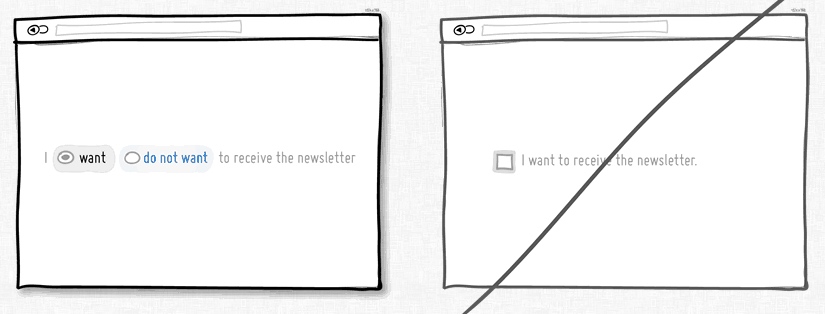 I want do not want to receive the newsletter
I want to receive the newsletter.